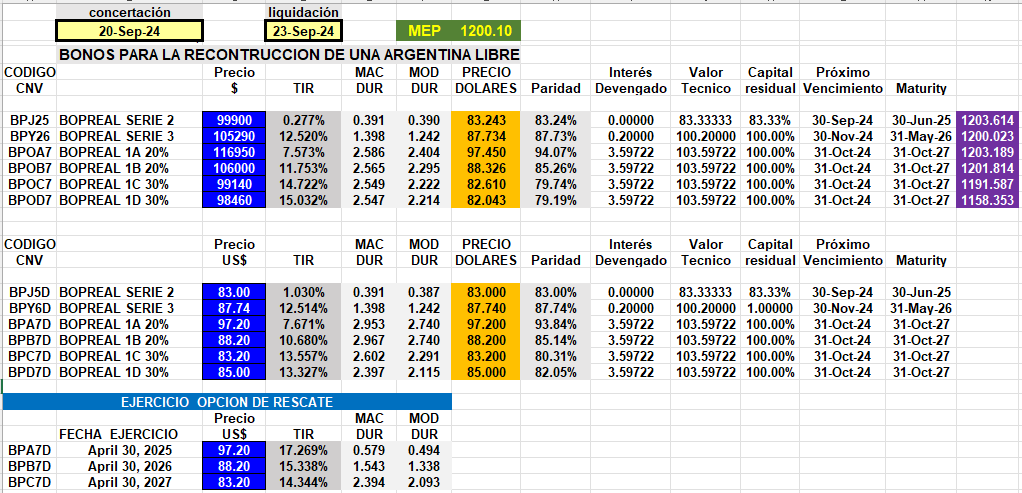 concertación liquidación
20-Sep-24 23-Sep-24 MEP 1200.10
BONOS PARA LA RECONTRUCCION DE UNA ARGENTINA LIBRE
CODIGO Precio MAC MOD PRECIO Interés Valor Capital Próximo
CNV $ TIR DUR DUR DOLARES Paridad Devengado Tecnico residual Vencimiento Maturity
BPJ25 BOPREAL SERIE 2 99900 0.277% 0.391 0.390 83.243 83.24% 0.00000 83.33333 83.33% 30-Sep-24 30-Jun-25 1203.614
BPY26 BOPREAL SERIE 3 105290 12.520% 1.398 1.242 87.734 87.73% 0.20000 100.20000 100.00% 30-Nov-24 31-May-26 1200.023
BPOA7 BOPREAL 1A 20% 116950 7.573% 2.586 2.404 97.450 94.07% 3.59722 103.59722 100.00% 31-Oct-24 31-Oct-27 1203.189
BPOB7 BOPREAL 1B 20% 106000 11.753% 2.565 2.295 88.326 85.26% 3.59722 103.59722 100.00% 31-Oct-24 31-Oct-27 1201.814
BPOC7 BOPREAL 1C 30% 99140 14.722% 2.549 2.222 82.610 79.74% 3.59722 103.59722 100.00% 31-Oct-24 31-Oct-27 1191.587
BPOD7 BOPREAL 1D 30% 98460 15.032% 2.547 2.214 82.043 79.19% 3.59722 103.59722 100.00% 31-Oct-24 31-Oct-27 1158.353
CODIGO Precio MAC MOD PRECIO Interés Valor Capital Próximo
CNV US$ TIR DUR DUR DOLARES Paridad Devengado Tecnico residual Vencimiento Maturity
BPJ5D BOPREAL SERIE 2 83.00 1.030% 0.391 0.387 83.000 83.00% 0.00000 83.33333 83.33% 30-Sep-24 30-Jun-25
BPY6D BOPREAL SERIE 3 87.74 12.514% 1.398 1.242 87.740 87.74% 0.20000 100.20000 1.00000 30-Nov-24 31-May-26
BPA7D BOPREAL 1A 20% 97.20 7.671% 2.953 2.740 97.200 93.84% 3.59722 103.59722 100.00% 31-Oct-24 31-Oct-27
BPB7D BOPREAL 1B 20% 88.20 10.680% 2.967 2.740 88.200 85.14% 3.59722 103.59722 100.00% 31-Oct-24 31-Oct-27
BPC7D BOPREAL 1C 30% 83.20 13.557% 2.602 2.291 83.200 80.31% 3.59722 103.59722 100.00% 31-Oct-24 31-Oct-27
BPD7D BOPREAL 1D 30% 85.00 13.327% 2.397 2.115 85.000 82.05% 3.59722 103.59722 100.00% 31-Oct-24 31-Oct-27
EJERCICIO OPCION DE RESCATE
Precio MAC MOD
FECHA EJERCICIO US$ TIR DUR DUR
BPA7D April 30, 2025 97.20 17.269% 0.579 0.494
BPB7D April 30, 2026 88.20 15.338% 1.543 1.338
BPC7D April 30, 2027 83.20 14.344% 2.394 2.093